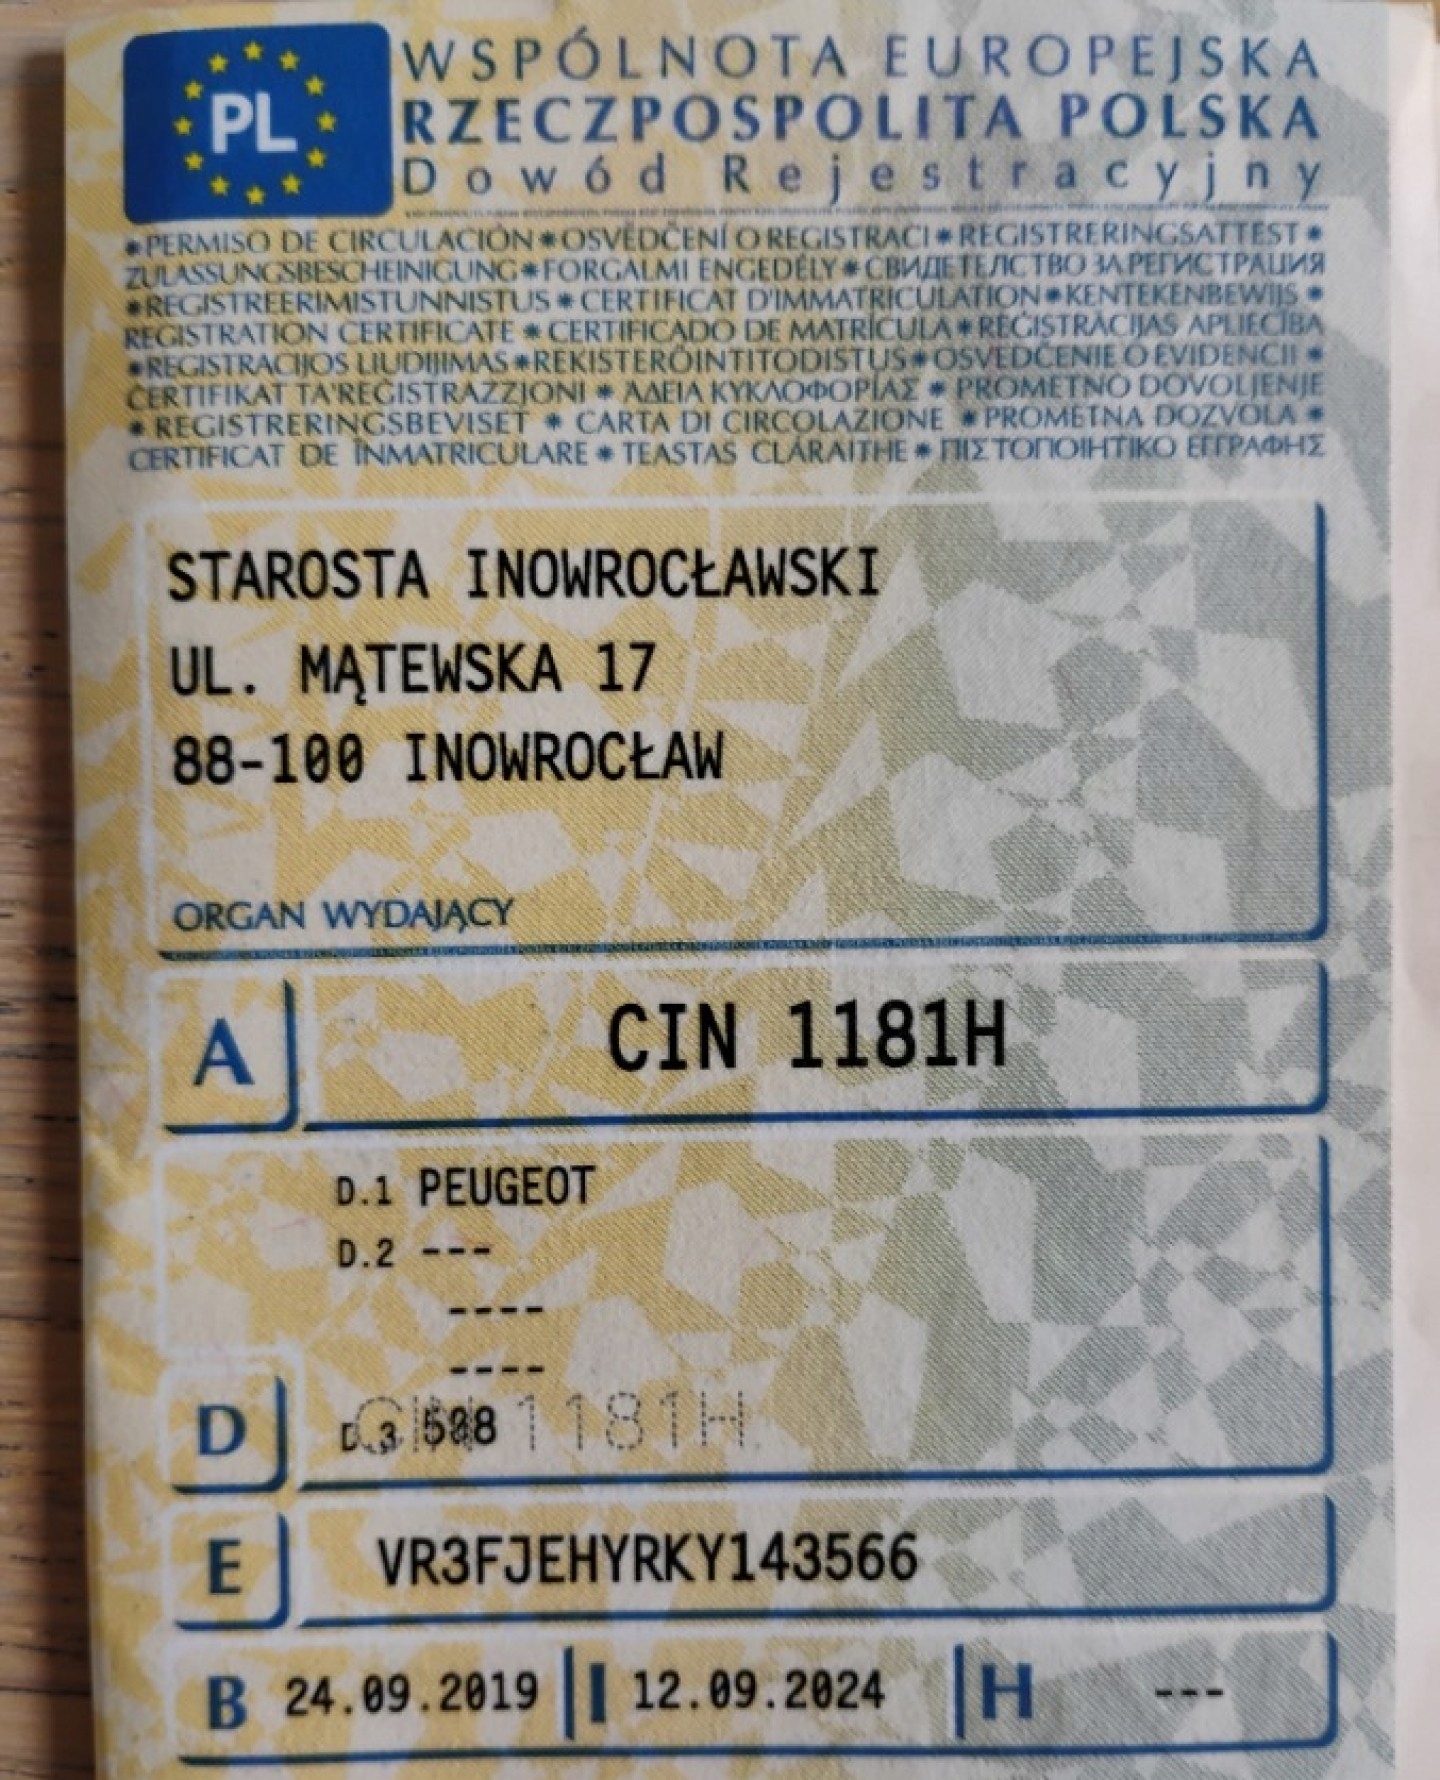 PL
WSPÓLNOTA EUROPEJSKA
RZECZPOSPOLITA POLSKA
Dowód Rejestracyjny
*PERMISO DE CIRCULACIÓN*OSVĚDČENÍ O REGISTRACI*REGISTRERINGSATTEST*
ZULASSUNGSBESCHEINIGUNG*FORGALMI ENGEDÉLY*СВИДЕТЕЛСТВО ЗА РЕГИСТРАЦИЯ
*REGISTREERIMISTUNNISTUS*CERTIFICAT D'IMMATRICULATION*KENTEKENBEWIJS*
REGISTRATION CERTIFICATE*CERTIFICADO DE MATRÍCULA*REĢISTRĀCIJAS APLIECĪBA
*REGISTRACIJOS LIUDIJIMAS*REKISTERÖINTITODISTUS*OSVEDČENIE O EVIDENCII*
ĊERTIFIKAT TA'REĠISTRAZZJONI*ΆΔΕΙΑ ΚΥΚΛΟΦΟΡΊΑΣ*PROMETNO DOVOLJENJE
*REGISTRERINGSBEVISET*CARTA DI CIRCOLAZIONE*PROMETNA DOZVOLA*
CERTIFICAT DE ÎNMATRICULARE*TEASTAS CLÁRAITHE*ΠΙΣΤΟΠΟΙΗΤΙΚΟ ΕΓΓΡΑΦΗΣ
STAROSTA INOWROCŁAWSKI
UL. MĄTEWSKA 17
88-100 INOWROCŁAW
ORGAN WYDAJĄCY
A CIN 1181H
D.1 PEUGEOT
D.2 ---
----
----
D D.3 508
CIN 1181H
E VR3FJEHYRKY143566
B 24.09.2019 I 12.09.2024 H ---